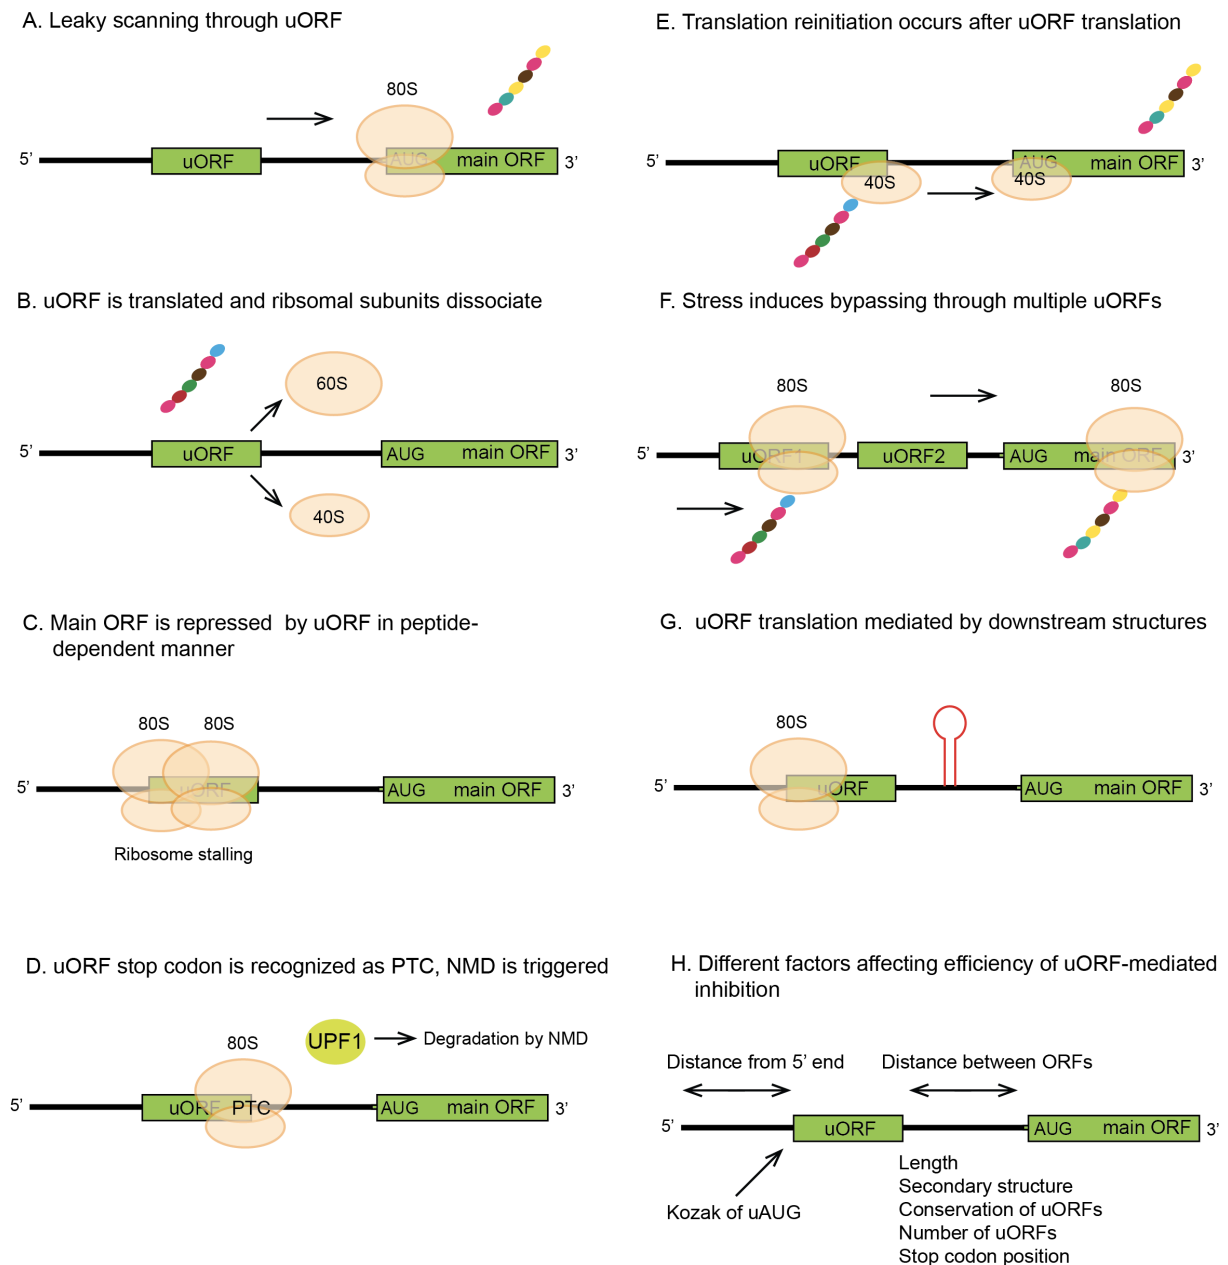 A. Leaky scanning through uORF
80S
5’ uORF AUG main ORF 3’
B. uORF is translated and ribsomal subunits dissociate
60S
5’ uORF AUG main ORF 3’
40S
C. Main ORF is repressed by uORF in peptide-
dependent manner
80S 80S
5’ uORF AUG main ORF 3’
Ribosome stalling
D. uORF stop codon is recognized as PTC, NMD is triggered
80S UPF1 Degradation by NMD
5’ uORF PTC AUG main ORF 3’
E. Translation reinitiation occurs after uORF translation
5’ uORF AUG main ORF 3’
40S 40S
F. Stress induces bypassing through multiple uORFs
80S 80S
5’ uORF1 uORF2 AUG main ORF 3’
G. uORF translation mediated by downstream structures
80S
5’ uORF AUG main ORF 3’
H. Different factors affecting efficiency of uORF-mediated
inhibition
Distance from 5’ end Distance between ORFs
5’ uORF AUG main ORF 3’
Kozak of uAUG
Length
Secondary structure
Conservation of uORFs
Number of uORFs
Stop codon position